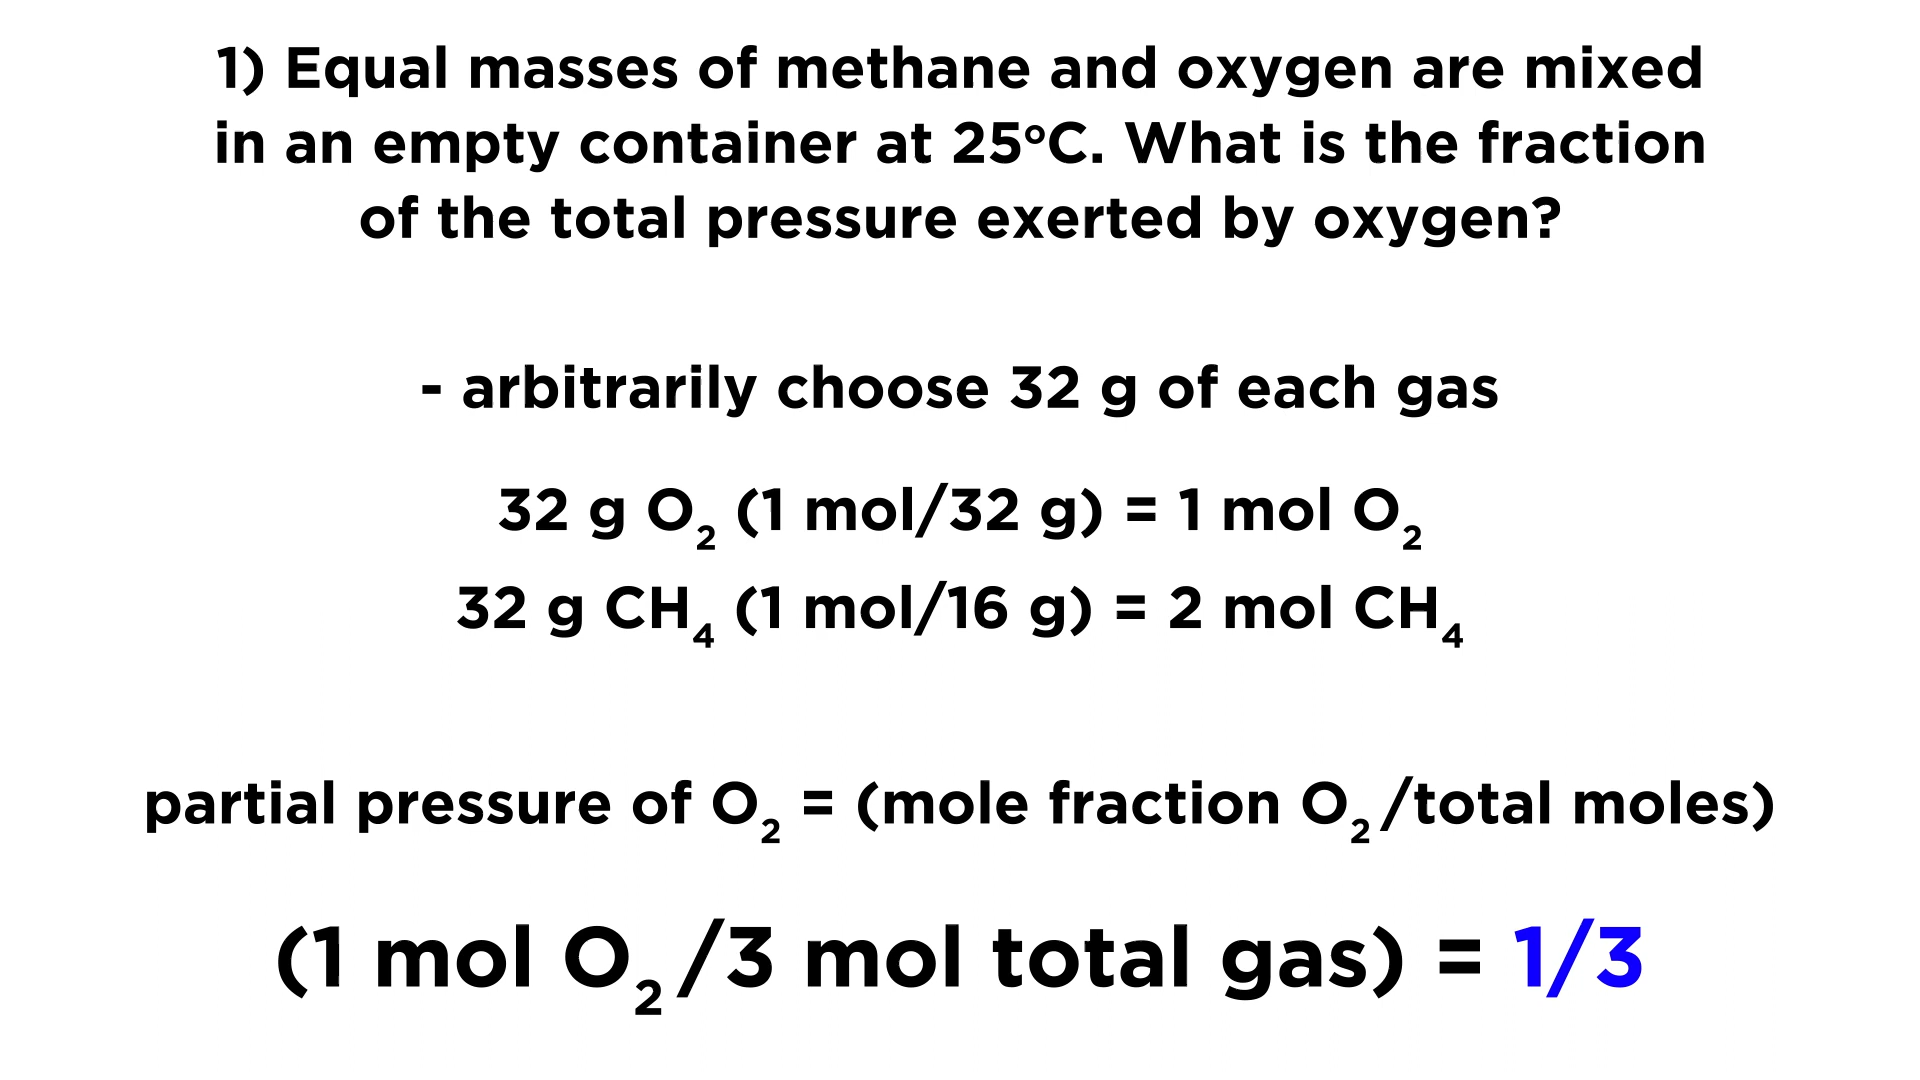 1) Equal masses of methane and oxygen are mixed
in an empty container at 25°C. What is the fraction
of the total pressure exerted by oxygen?
- arbitrarily choose 32 g of each gas
32 g O₂ (1 mol/32 g) = 1 mol O₂
32 g CH₄ (1 mol/16 g) = 2 mol CH₄
partial pressure of O₂ = (mole fraction O₂/total moles)
(1 mol O₂/3 mol total gas) = 1/3